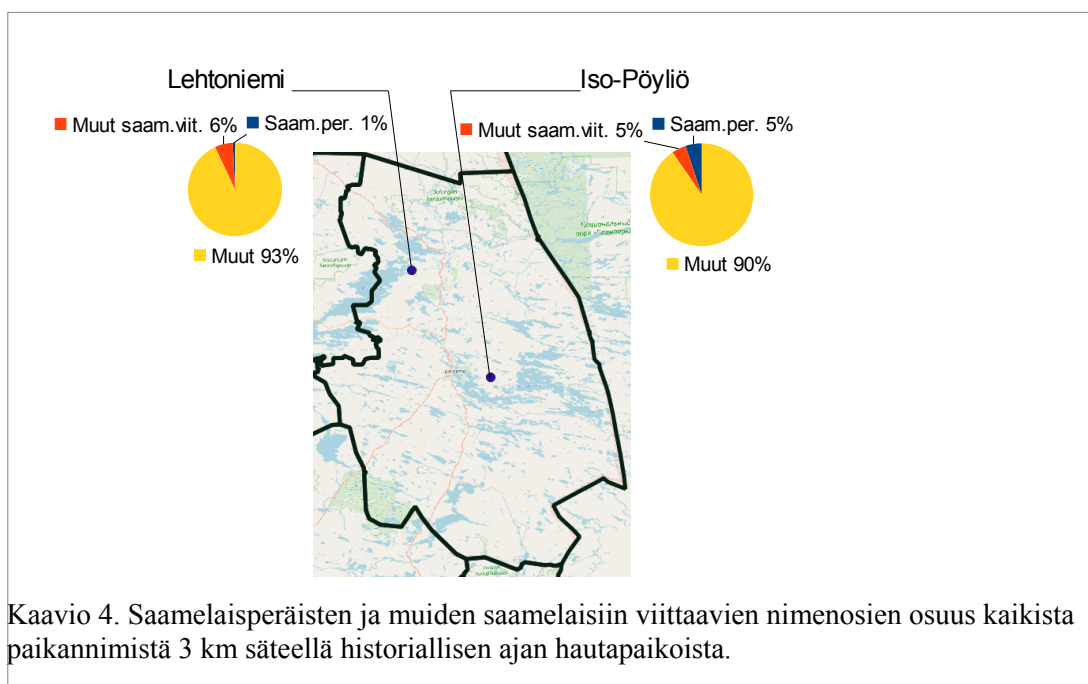 Lehtoniemi
Iso-Pöyliö
Muut saam.viit. 6%
Saam.per. 1%
Muut saam.viit. 5%
Saam.per. 5%
Muut 93%
Muut 90%
Kaavio 4. Saamelaisperäisten ja muiden saamelaisiin viittaavien nimenosien osuus kaikista
paikannimistä 3 km säteellä historiallisen ajan hautapaikoista.